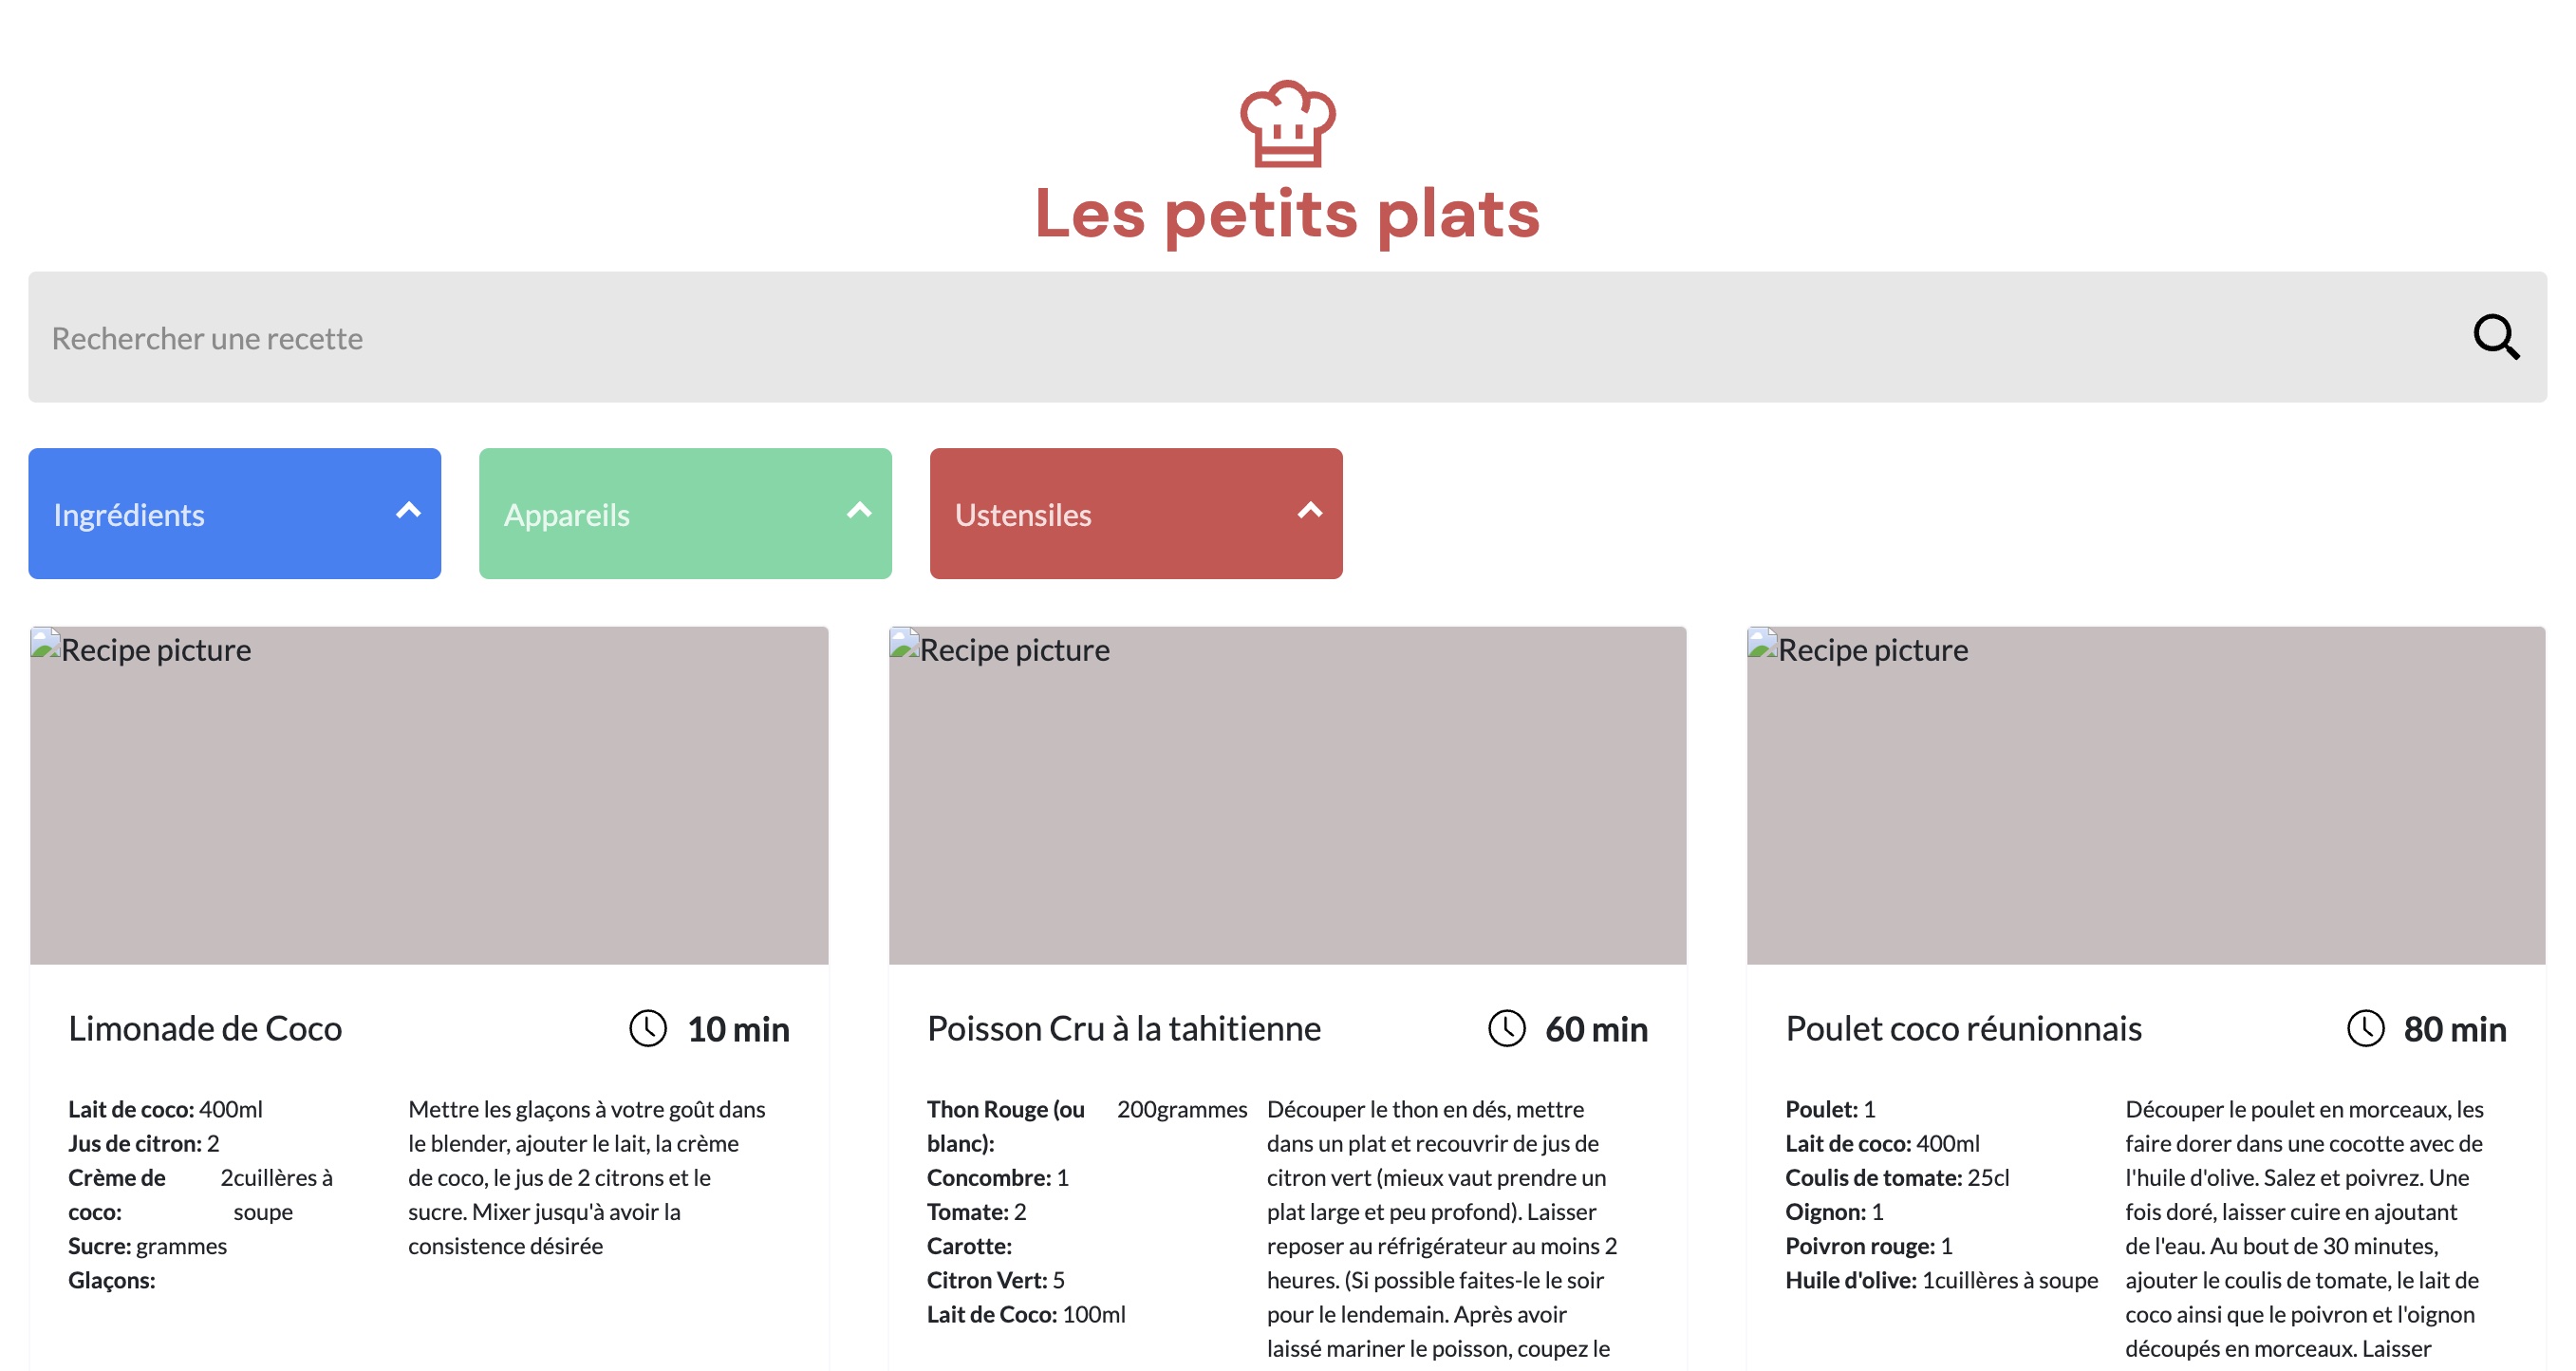 Les petits plats
Rechercher une recette
Ingrédients
Appareils
Ustensiles
Recipe picture
Recipe picture
Recipe picture
Limonade de Coco
10 min
Lait de coco: 400ml
Jus de citron: 2
Crème de coco: 2cuillères à soupe
Sucre: grammes
Glaçons:
Mettre les glaçons à votre goût dans
le blender, ajouter le lait, la crème
de coco, le jus de 2 citrons et le
sucre. Mixer jusqu'à avoir la
consistence désirée
Poisson Cru à la tahitienne
60 min
Thon Rouge (ou blanc): 200grammes
Concombre: 1
Tomate: 2
Carotte:
Citron Vert: 5
Lait de Coco: 100ml
Découper le thon en dés, mettre
dans un plat et recouvrir de jus de
citron vert (mieux vaut prendre un
plat large et peu profond). Laisser
reposer au réfrigérateur au moins 2
heures. (Si possible faites-le le soir
pour le lendemain. Après avoir
laissé mariner le poisson, coupez le
Poulet coco réunionnais
80 min
Poulet: 1
Lait de coco: 400ml
Coulis de tomate: 25cl
Oignon: 1
Poivron rouge: 1
Huile d'olive: 1cuillères à soupe
Découper le poulet en morceaux, les
faire dorer dans une cocotte avec de
l'huile d'olive. Salez et poivrez. Une
fois doré, laisser cuire en ajoutant
de l'eau. Au bout de 30 minutes,
ajouter le coulis de tomate, le lait de
coco ainsi que le poivron et l'oignon
découpés en morceaux. Laisser